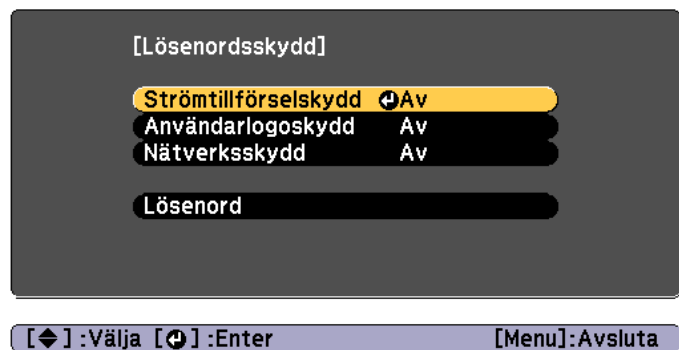 [Lösenordsskydd]
Strömtillförselskydd Av
Användarlogoskydd Av
Nätverksskydd Av
Lösenord
[ ] :Välja [ ] :Enter [Menu]:Avsluta